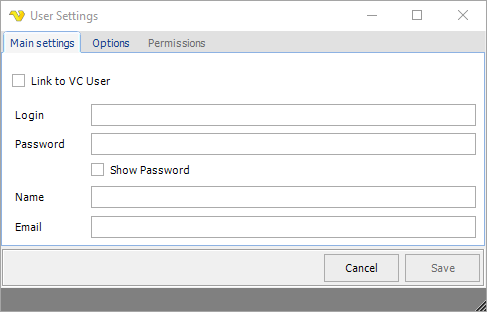 User Settings
Main settings Options Permissions
Link to VC User
Login
Password
Show Password
Name
Email
Cancel Save